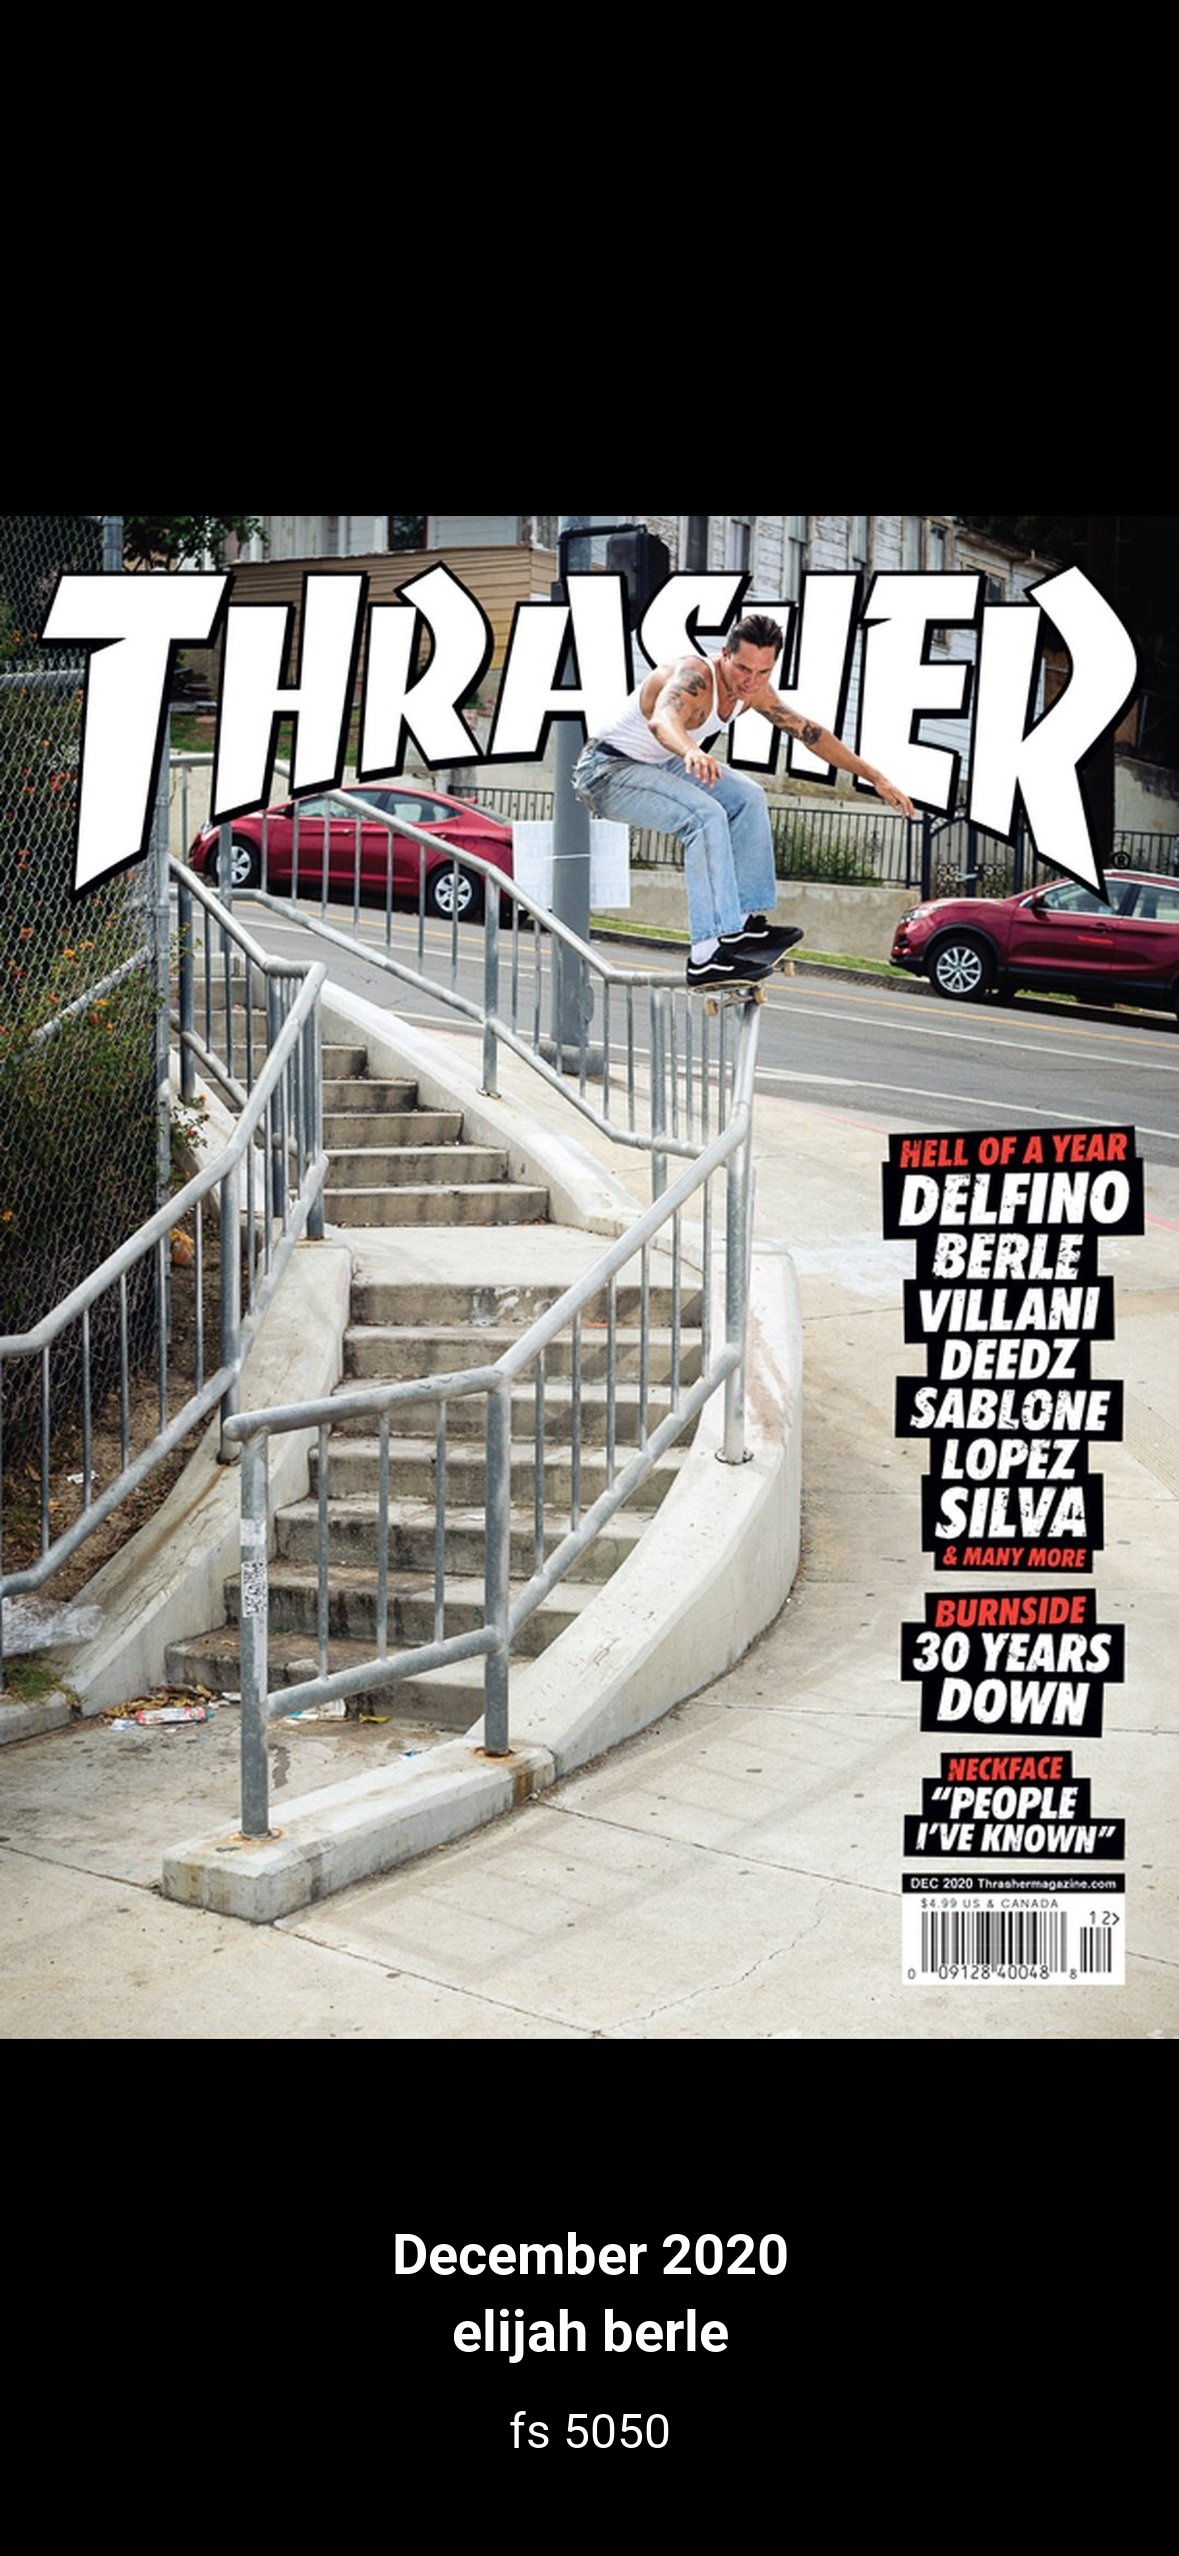 THRASHER
®
HELL OF A YEAR
DELFINO
BERLE
VILLANI
DEEDZ
SABLONE
LOPEZ
SILVA
& MANY MORE
BURNSIDE
30 YEARS
DOWN
NECKFACE
“PEOPLE
I'VE KNOWN”
DEC 2020 Thrashermagazine.com
$4.99 US & CANADA
12>
0 09128 40048 8
December 2020
elijah berle
fs 5050